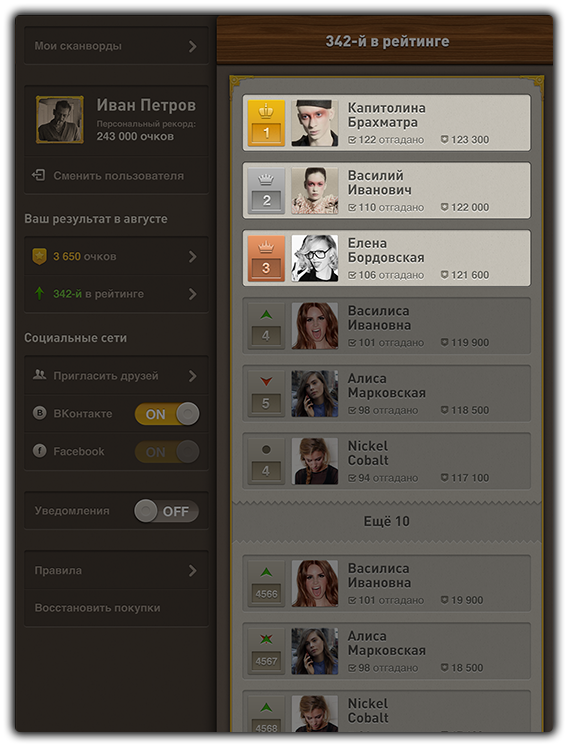 Мои сканворды
Иван Петров
Персональный рекорд:
243 000 очков
Сменить пользователя
Ваш результат в августе
3 650 очков
342-й в рейтинге
Социальные сети
Пригласить друзей
B ВКонтакте ON
f Facebook ON
Уведомления OFF
Правила
Восстановить покупки
342-й в рейтинге
1
Капитолина
Брахматра
122 отгадано 123 300
2
Василий
Иванович
110 отгадано 122 000
3
Елена
Бордовская
106 отгадано 121 600
4
Василиса
Ивановна
101 отгадано 119 900
5
Алиса
Марковская
98 отгадано 118 500
4
Nickel
Cobalt
94 отгадано 117 100
Ещё 10
4566
Василиса
Ивановна
101 отгадано 19 900
4567
Алиса
Марковская
98 отгадано 18 500
4568
Nickel
Cobalt